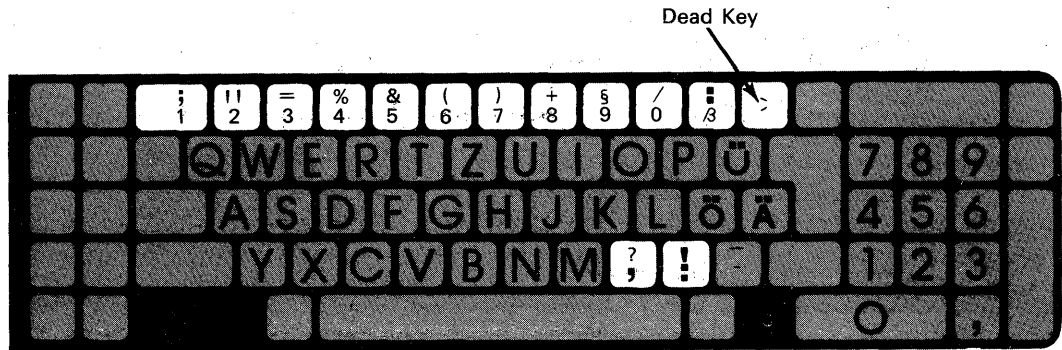 Dead Key
; " = % & ( ) + § / :
1 2 3 4 5 6 7 8 9 0 ß
Q W E R T Z U I O P Ü 7 8 9
A S D F G H J K L Ö Ä 4 5 6
?
Y X C V B N M , ! 1 2 3
0 ,